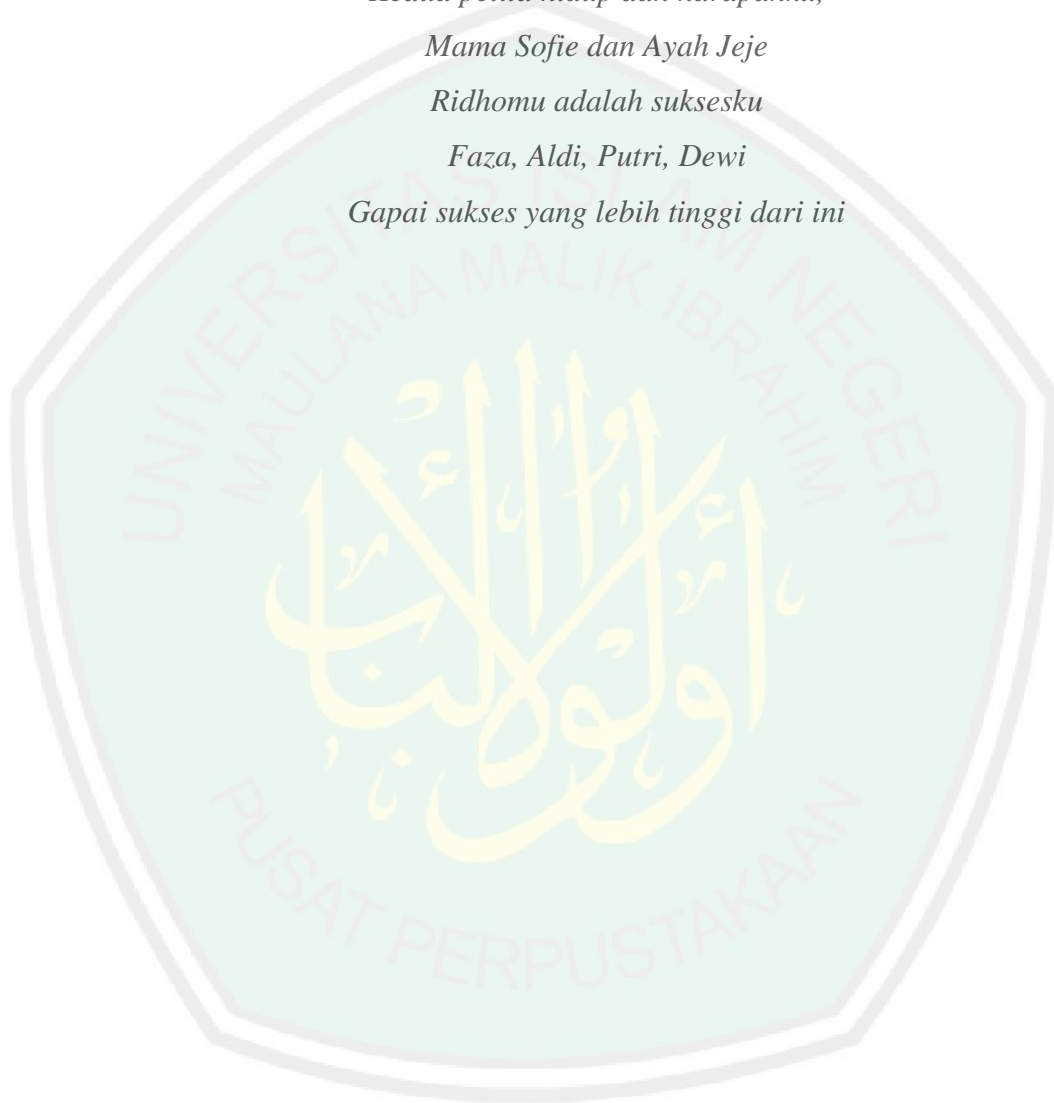 Mama Sofie dan Ayah Jeje
Ridhomu adalah suksesku
Faza, Aldi, Putri, Dewi
Gapai sukses yang lebih tinggi dari ini
UNIVERSITAS ISLAM NEGERI
MAULANA MALIK IBRAHIM
أولو الألباب
PUSAT PERPUSTAKAAN